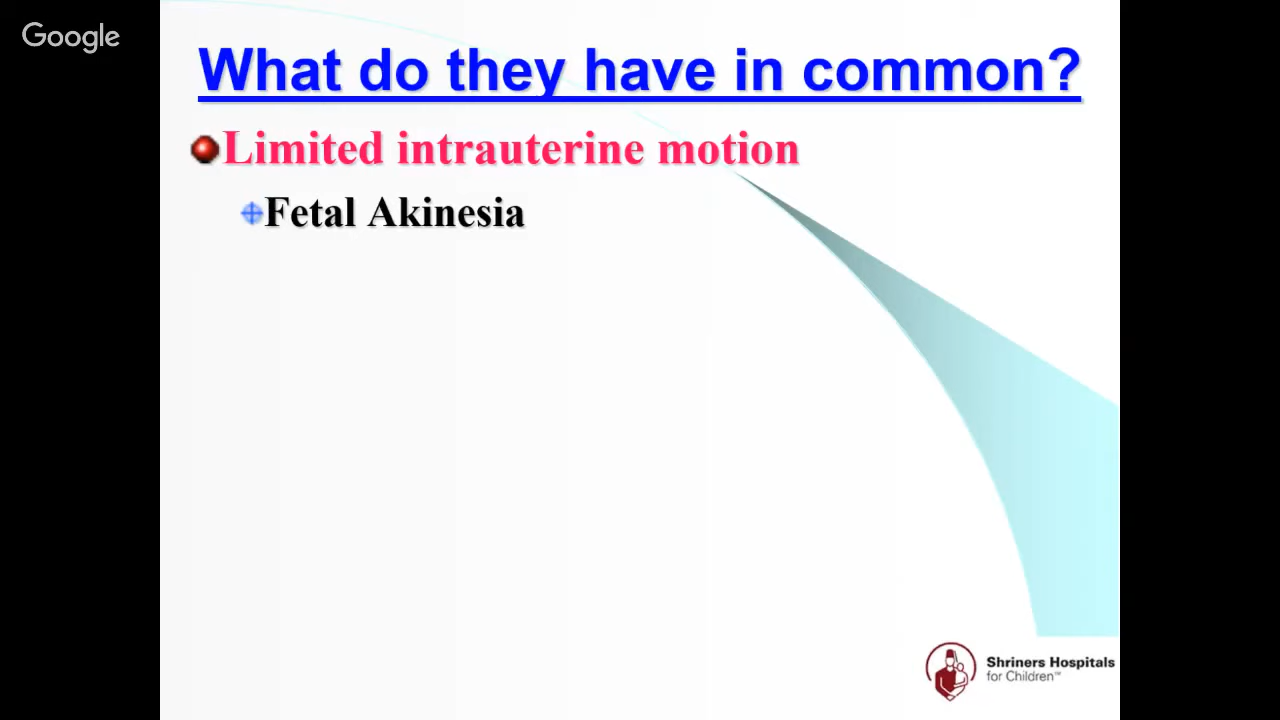 Google
What do they have in common?
Limited intrauterine motion
Fetal Akinesia
Shriners Hospitals
for Children™